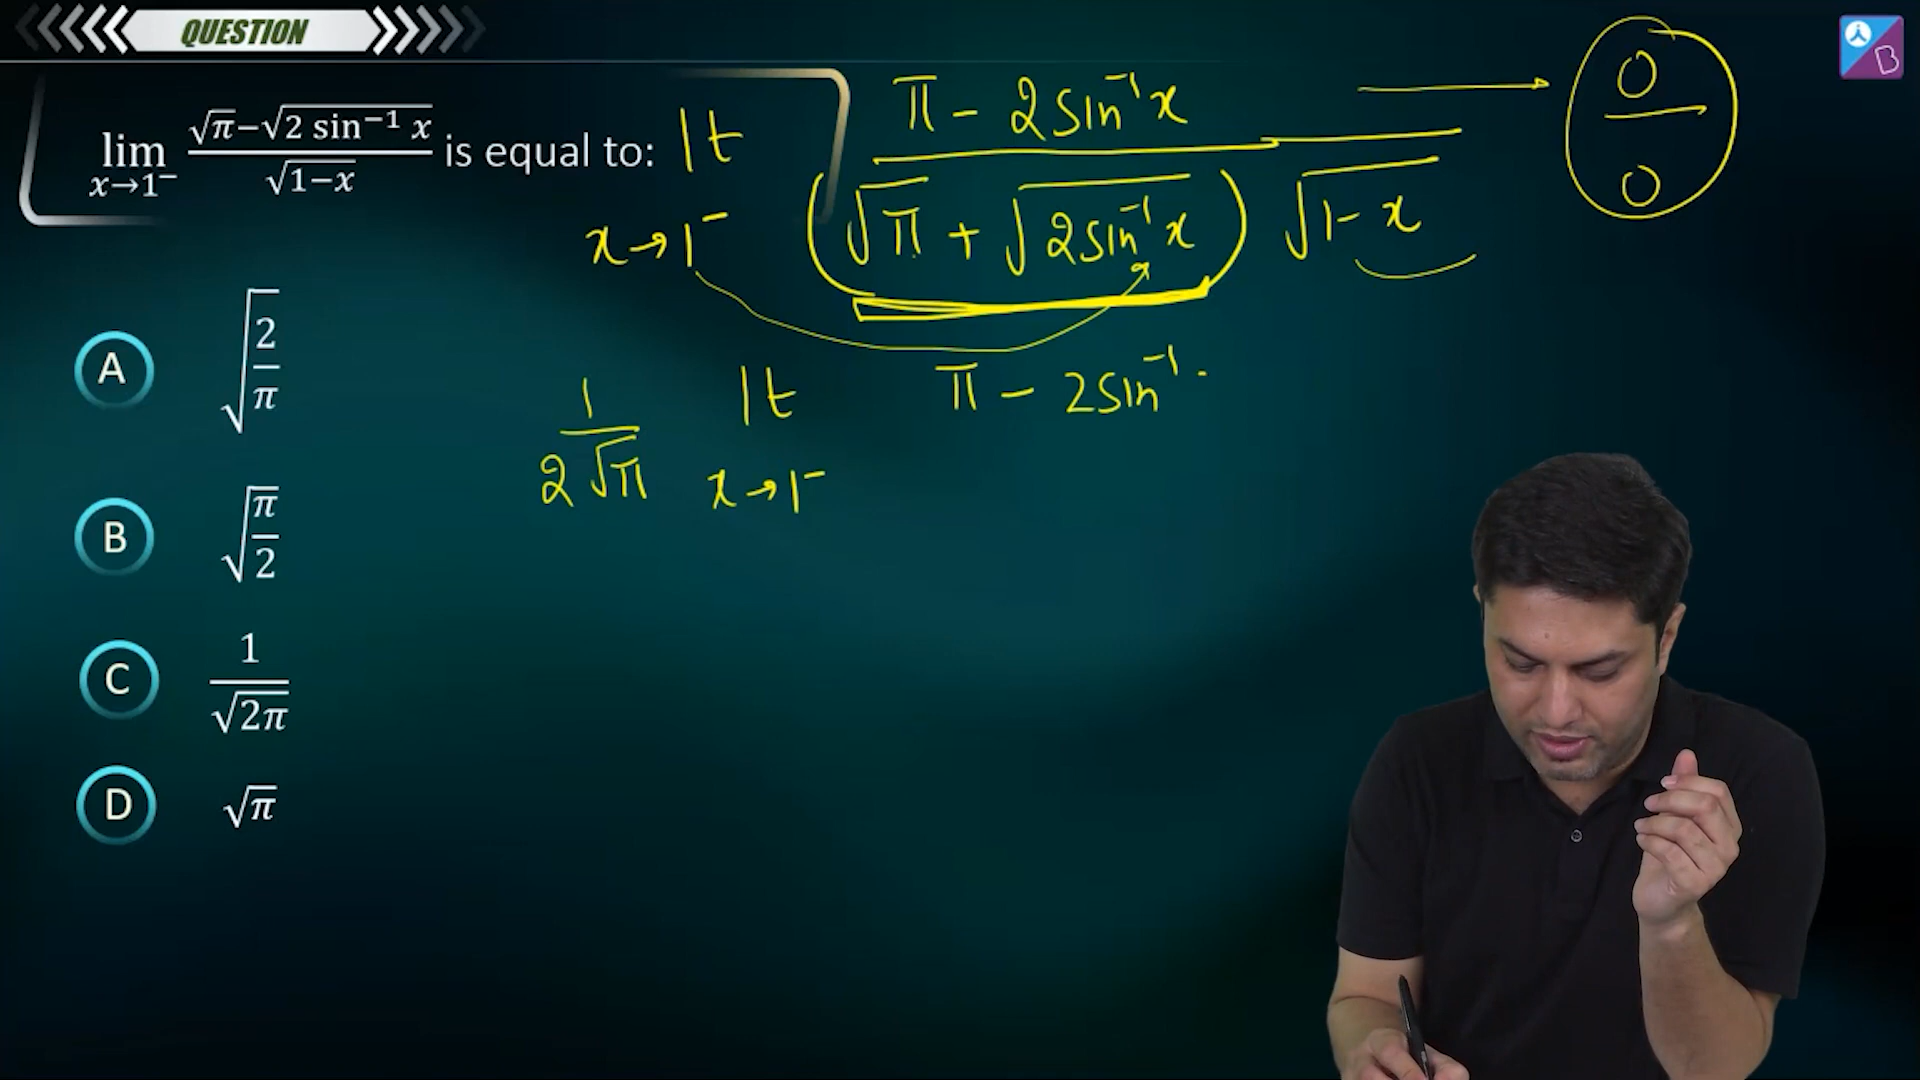 QUESTION
lim x→1⁻ (√π−√(2 sin⁻¹ x))/√(1−x) is equal to:
lt x→1⁻ (π − 2sin⁻¹x)/((√π + √(2sin⁻¹x)) √(1−x)) → 0/0
1/(2√π) lt x→1⁻ π − 2sin⁻¹
A √(2/π)
B √(π/2)
C 1/√(2π)
D √π
B